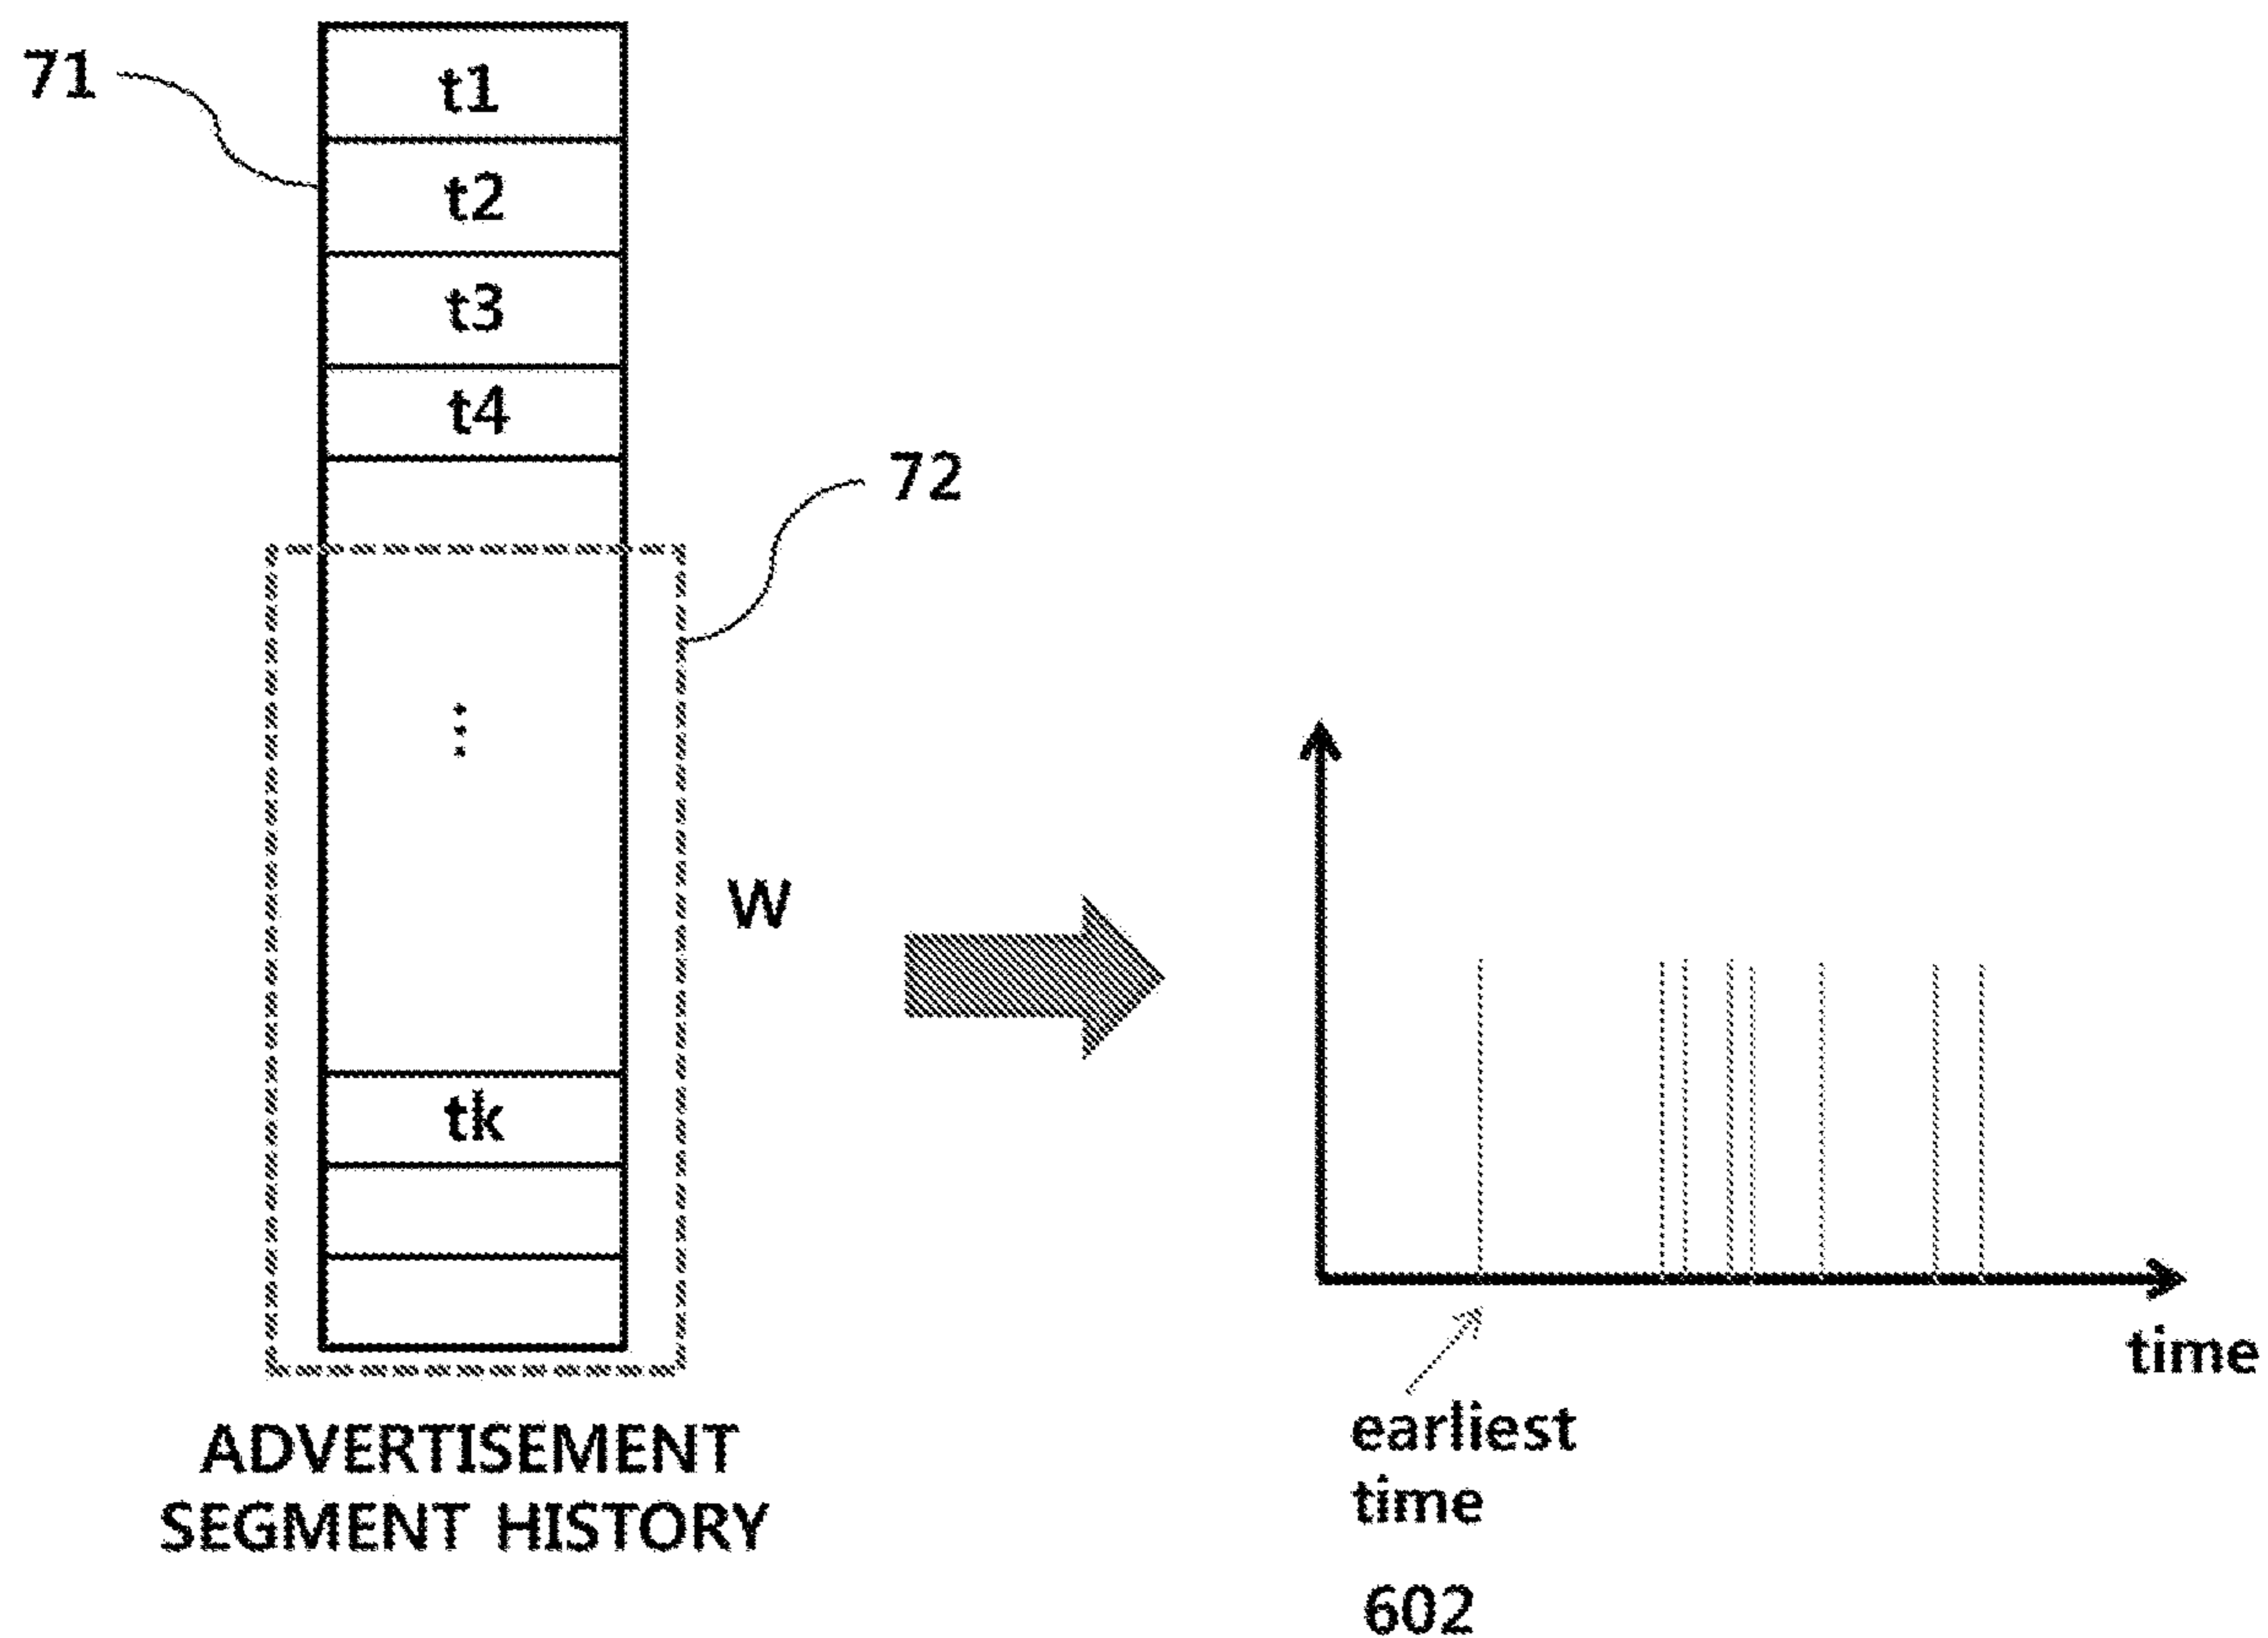 71
t1
t2
t3
t4
72
⋮
W
tk
time
earliest
time
602
ADVERTISEMENT
SEGMENT HISTORY